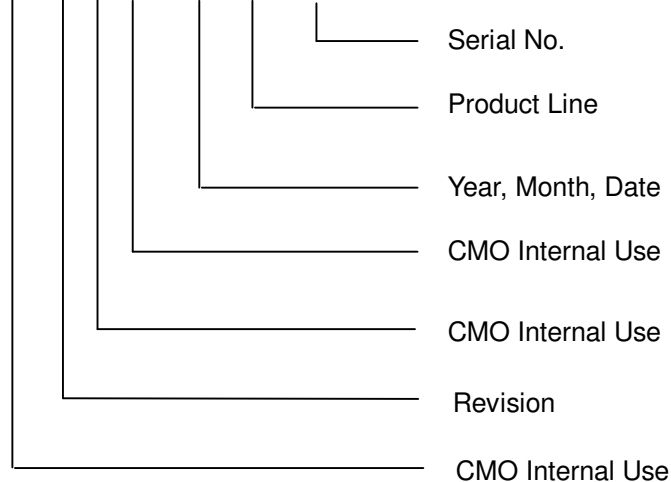 Serial No.
Product Line
Year, Month, Date
CMO Internal Use
CMO Internal Use
Revision
CMO Internal Use